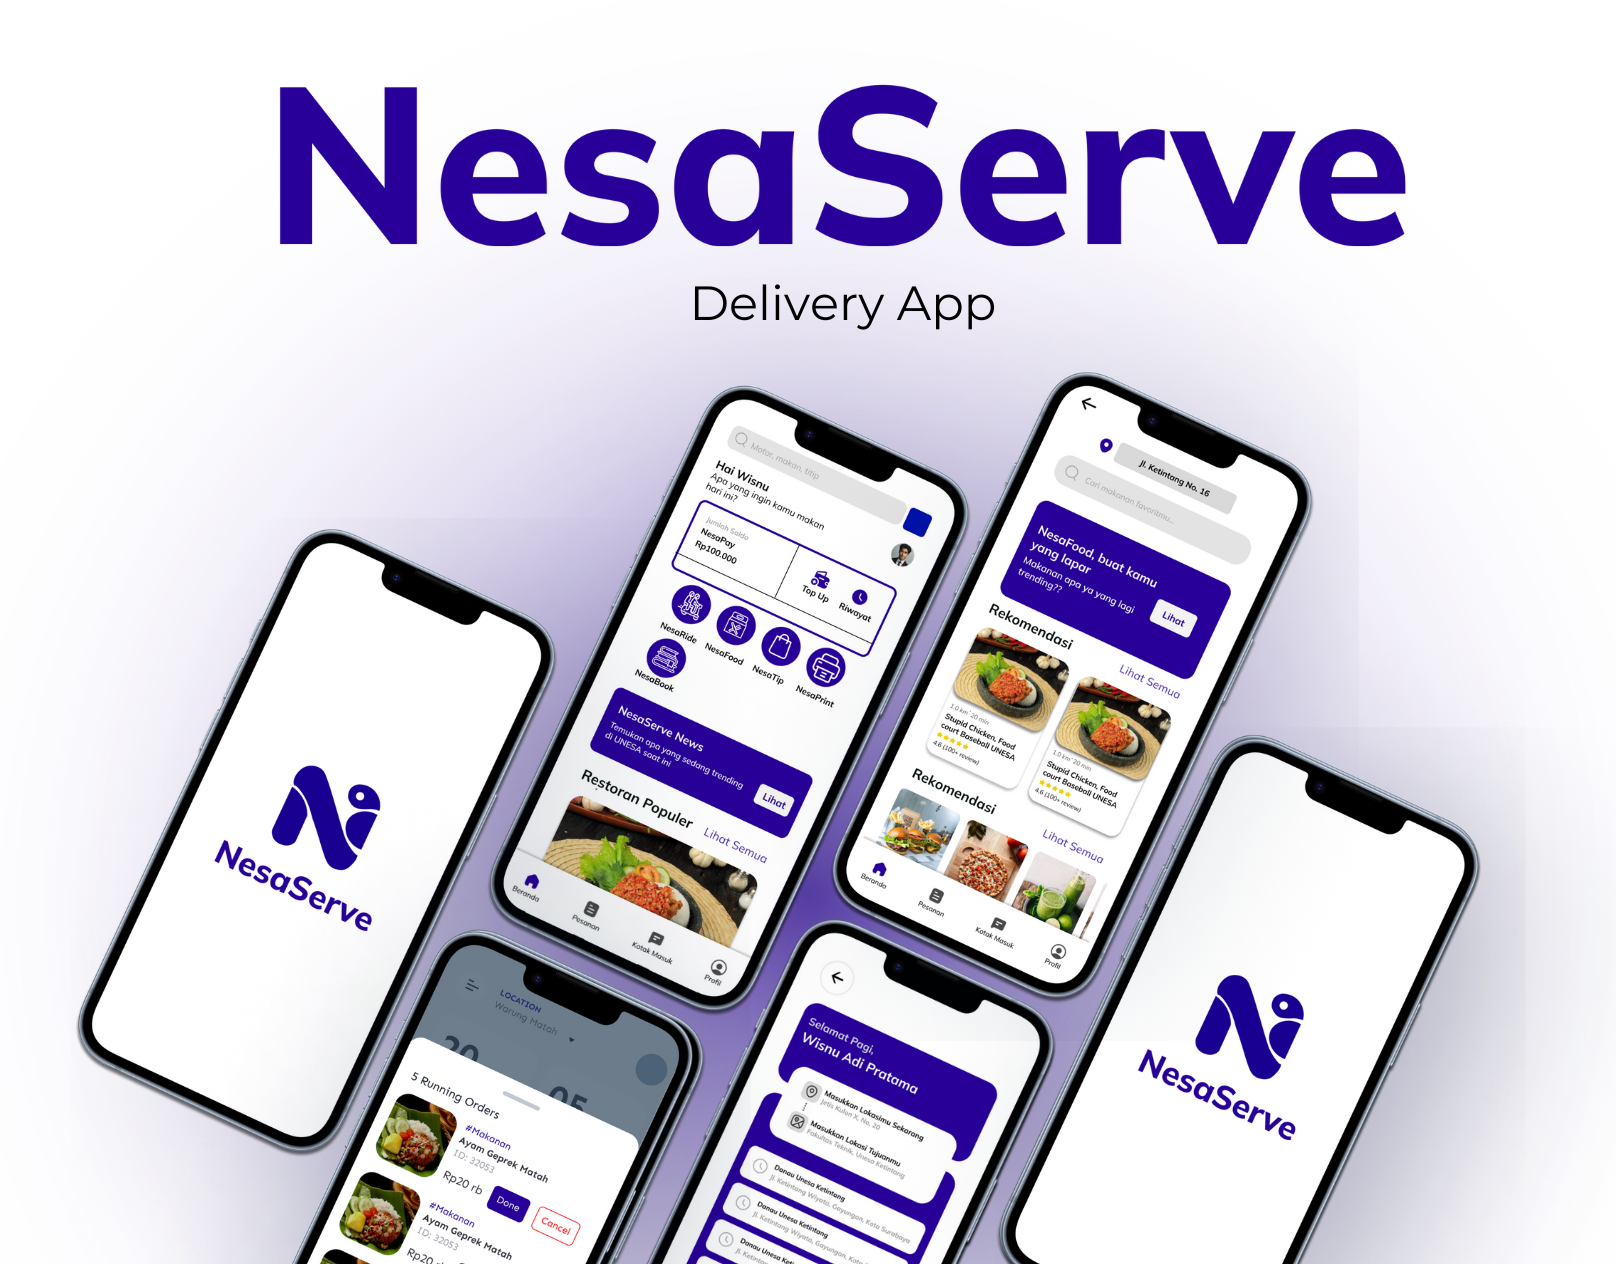 NesaServe
Delivery App
Motor, makan, titip
Hai Wisnu
Apa yang ingin kamu makan
hari ini?
Jumlah Saldo
NesaPay
Rp100.000
Top Up
Riwayat
NesaRide
NesaFood
NesaTip
NesaPrint
NesaBook
NesaServe News
Temukan apa yang sedang trending
di UNESA saat ini
Lihat
Restoran Populer
Lihat Semua
Beranda
Pesanan
Kotak Masuk
Profil
jl. Ketintang No. 16
Cari makanan favoritmu..
NesaFood, buat kamu
yang lapar
Makanan apa ya yang lagi
trending??
Lihat
Rekomendasi
Lihat Semua
1.0 km˙20 min
Stupid Chicken, Food
court Baseball UNESA
4.6 (100+ review)
1.0 km˙20 min
Stupid Chicken, Food
court Baseball UNESA
4.6 (100+ review)
Rekomendasi
Lihat Semua
Beranda
Pesanan
Kotak Masuk
Profil
NesaServe
NesaServe
LOCATION
Warung Matah
20
05
5 Running Orders
#Makanan
Ayam Geprek Matah
ID: 32053
Rp20 rb
Done
Cancel
#Makanan
Ayam Geprek Matah
ID: 32053
Rp20
Selamat Pagi,
Wisnu Adi Pratama
Masukkan Lokasimu Sekarang
Jetis Kulon X, No. 20
Masukkan Lokasi Tujuanmu
Fakultas Teknik, Unesa Ketintang
Danau Unesa Ketintang
Jl. Ketintang Wiyata, Gayungan, Kota Surabaya
Danau Unesa Ketintang
Jl. Ketintang Wiyata, Gayungan, Kota
Danau Unesa
Jl. Ketintang